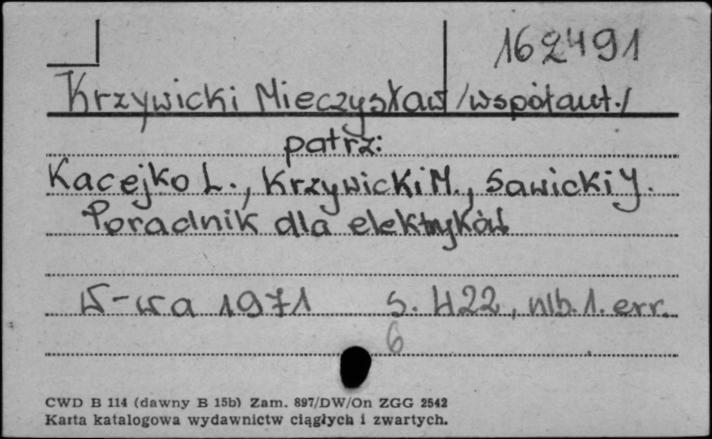 162491
Krzywicki Mieczysław /współaut./
patrz:
Kacejko L., Krzywicki M., Sawicki J.
Poradnik dla elektryków
W-wa 1971 s. 422, nlb. 1. err.
6
CWD B 114 (dawny B 15b) Zam. 897/DW/On ZGG 2542
Karta katalogowa wydawnictw ciągłych i zwartych.